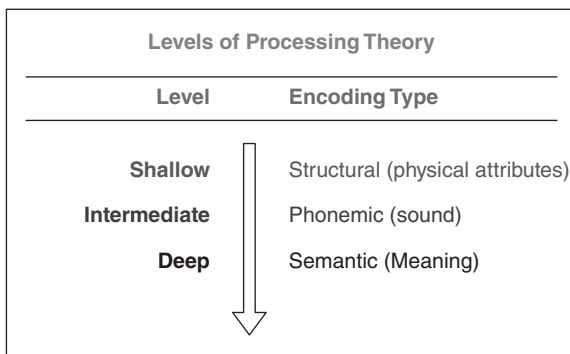 Levels of Processing Theory
Level Encoding Type
Shallow Structural (physical attributes)
Intermediate Phonemic (sound)
Deep Semantic (Meaning)